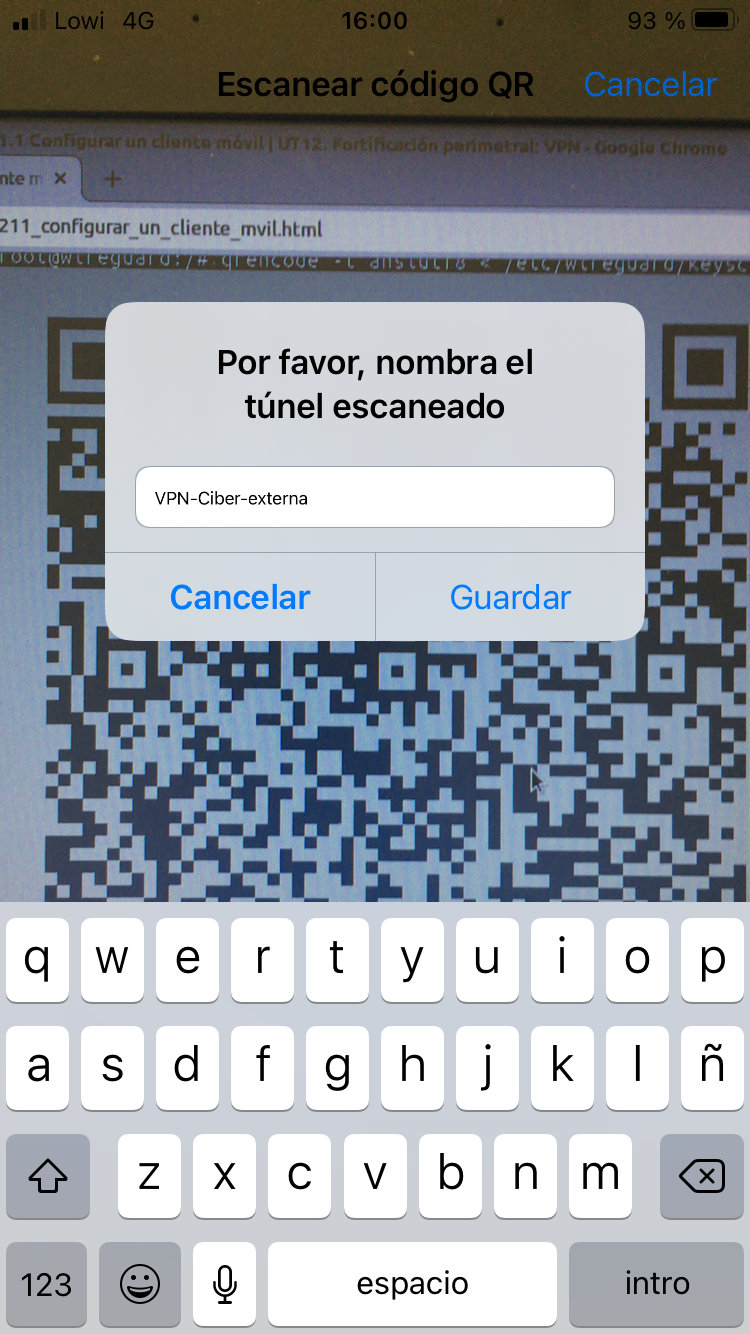 Lowi 4G 16:00 93 %
Escanear código QR Cancelar
1.1 Configurar un cliente móvil | UT12. Fortificación perimetral: VPN - Google Chrome
nte m × +
211_configurar_un_cliente_mvil.html
root@wireguard:/# qrencode -t ansiutf8 < /etc/wireguard/keysc
Por favor, nombra el
túnel escaneado
VPN-Ciber-externa
Cancelar Guardar
q w e r t y u i o p
a s d f g h j k l ñ
z x c v b n m
123 espacio intro